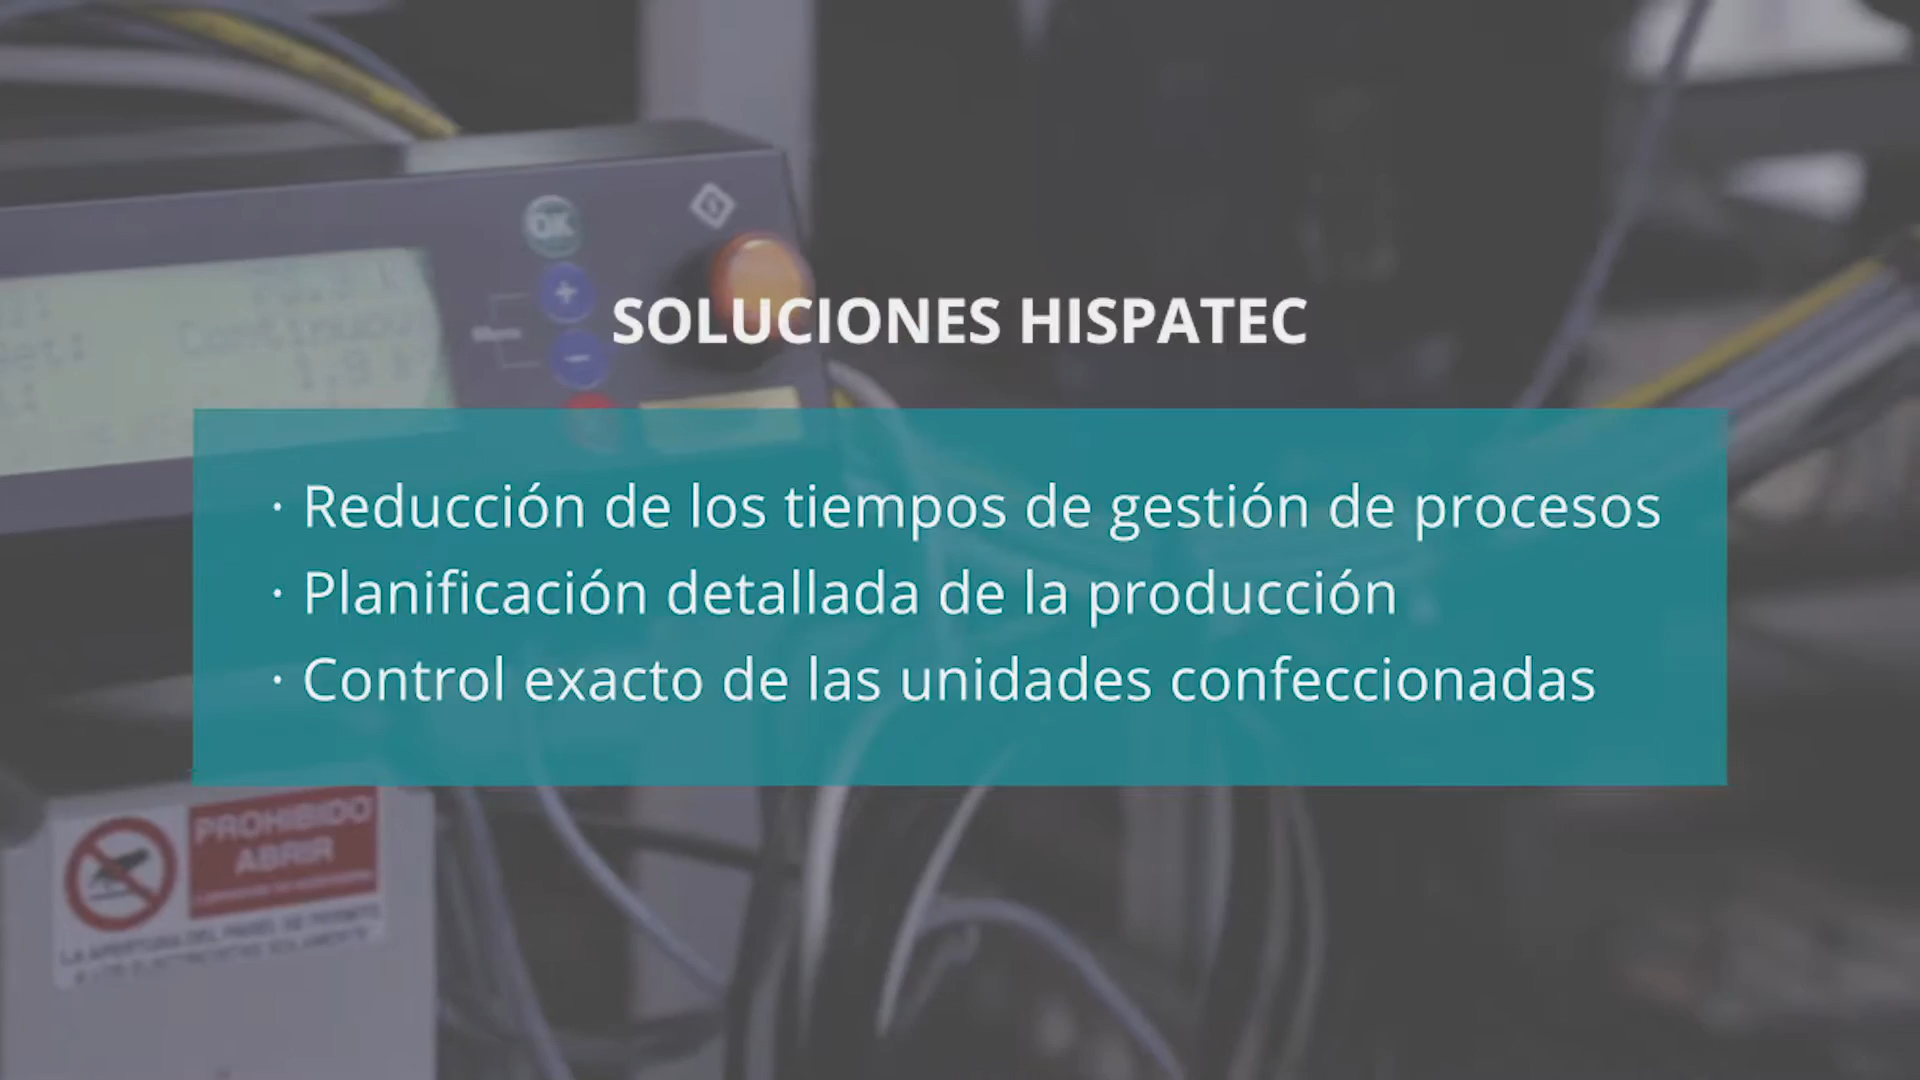 OK
SOLUCIONES HISPATEC
· Reducción de los tiempos de gestión de procesos
· Planificación detallada de la producción
· Control exacto de las unidades confeccionadas
PROHIBIDO
ABRIR